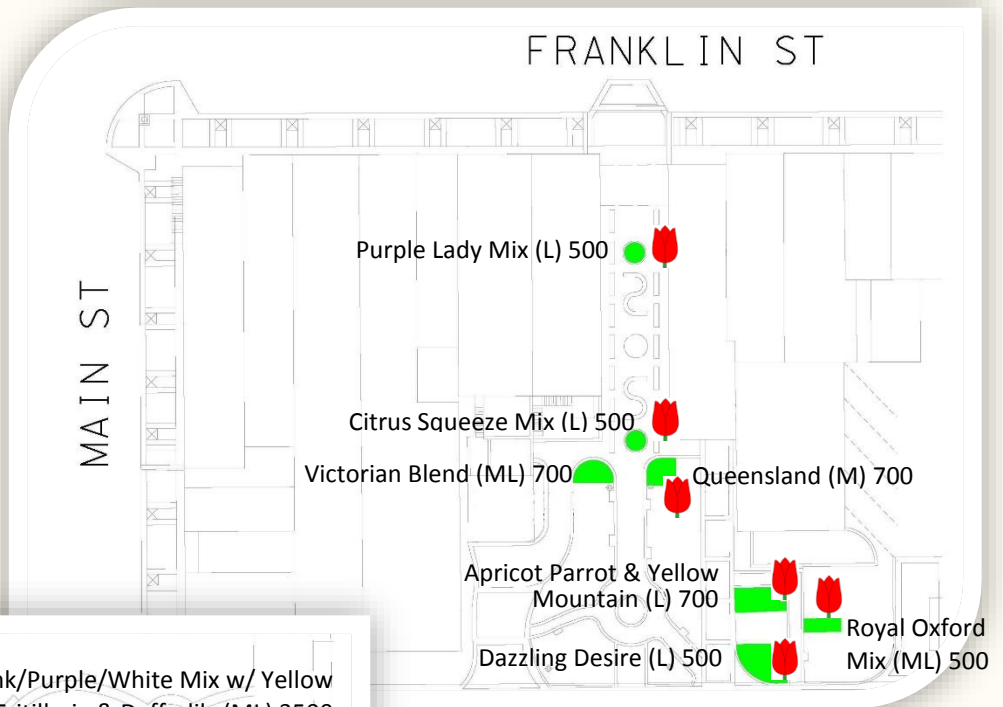 FRANKLIN ST
MAIN ST
Purple Lady Mix (L) 500
Citrus Squeeze Mix (L) 500
Victorian Blend (ML) 700
Queensland (M) 700
Apricot Parrot & Yellow
Mountain (L) 700
Royal Oxford
Mix (ML) 500
Dazzling Desire (L) 500
/Purple/White Mix w/ Yellow